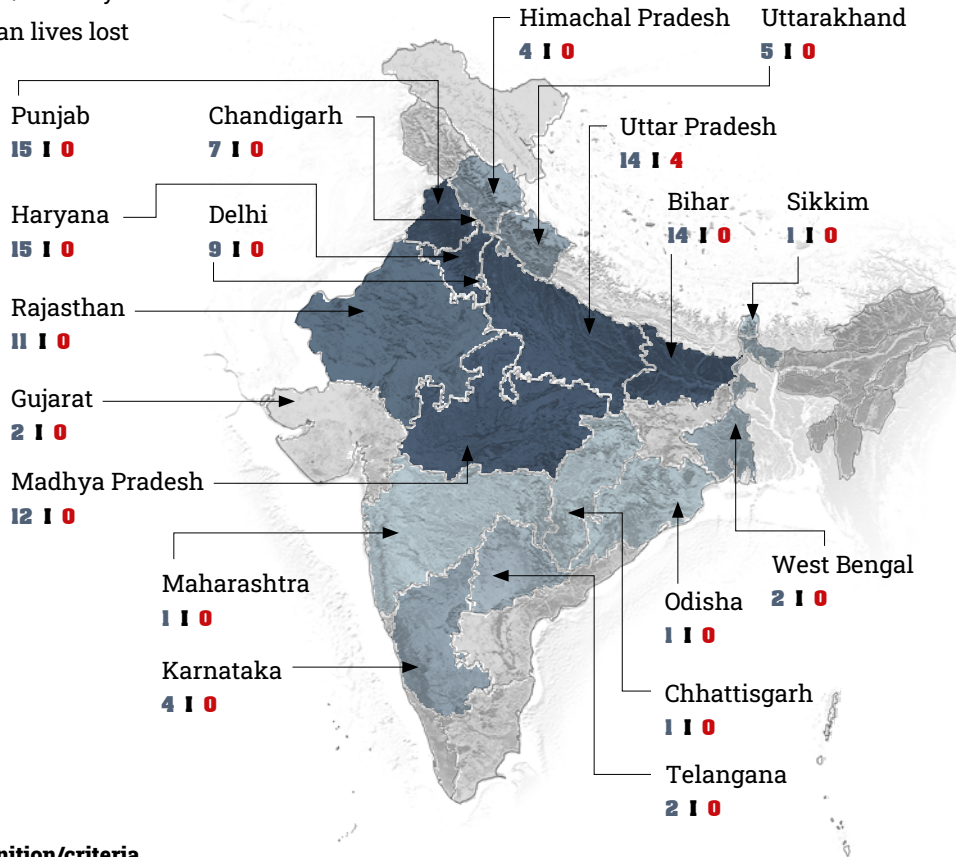 an lives lost
Himachal Pradesh
4 I 0
Uttarakhand
5 I 0
Punjab
15 I 0
Chandigarh
7 I 0
Uttar Pradesh
14 I 4
Haryana
15 I 0
Delhi
9 I 0
Bihar
14 I 0
Sikkim
1 I 0
Rajasthan
11 I 0
Gujarat
2 I 0
Madhya Pradesh
12 I 0
Maharashtra
1 I 0
West Bengal
2 I 0
Odisha
1 I 0
Karnataka
4 I 0
Chhattisgarh
1 I 0
Telangana
2 I 0
nition/criteria